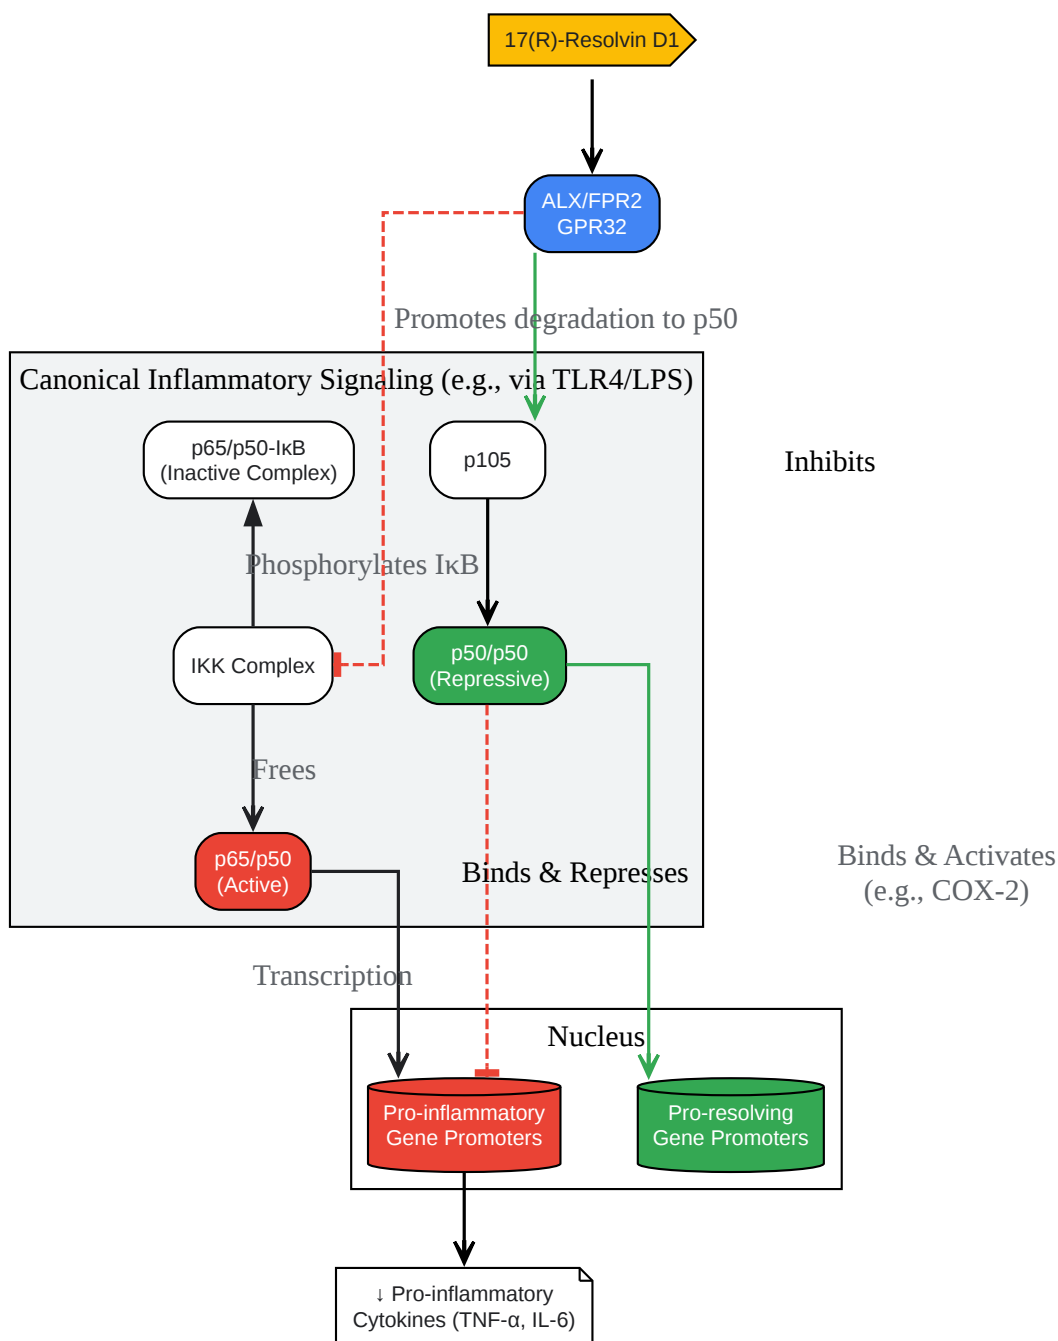 17(R)-Resolvin D1
ALX/FPR2
GPR32
Promotes degradation to p50
Canonical Inflammatory Signaling (e.g., via TLR4/LPS)
p65/p50-IκB
(Inactive Complex)
p105
Inhibits
Phosphorylates IκB
IKK Complex
p50/p50
(Repressive)
Frees
p65/p50
(Active)
Binds & Represses
Binds & Activates
(e.g., COX-2)
Transcription
Nucleus
Pro-inflammatory
Gene Promoters
Pro-resolving
Gene Promoters
↓ Pro-inflammatory
Cytokines (TNF-α, IL-6)